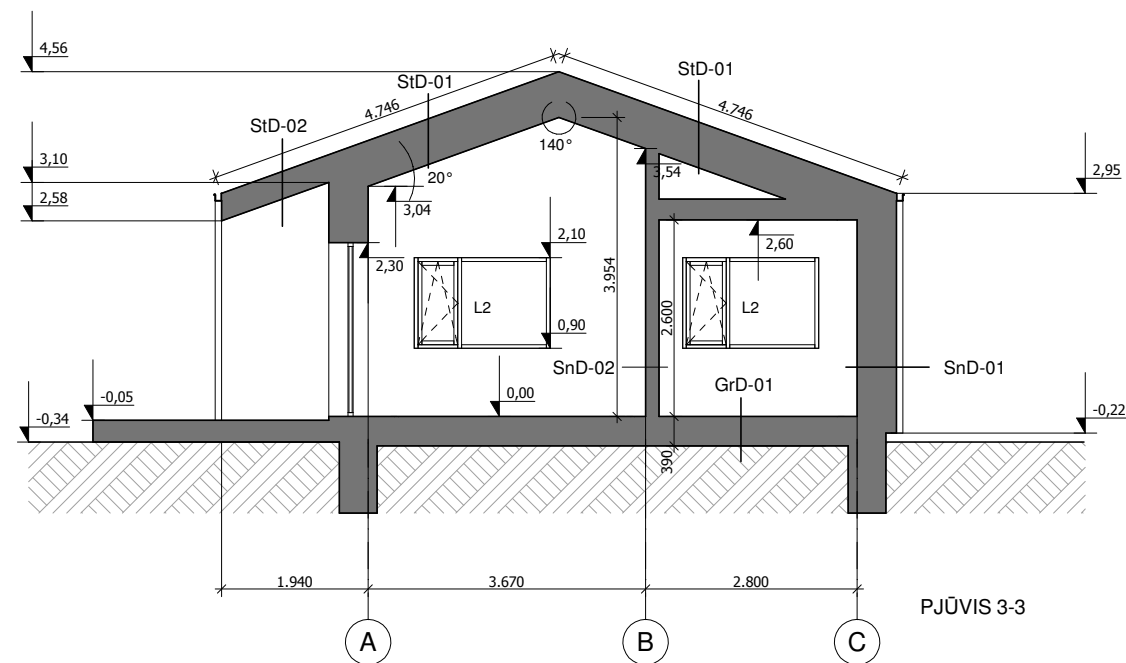 4,56
StD-01
StD-01
4.746
4.746
StD-02
140°
3,10
20°
3,54
2,95
2,58
3,04
2,10
2,60
2,30
3.954
L2
L2
2.600
0,90
SnD-02
SnD-01
GrD-01
0,00
-0,05
-0,34
-0,22
390
1.940
3.670
2.800
PJŪVIS 3-3
A
B
C